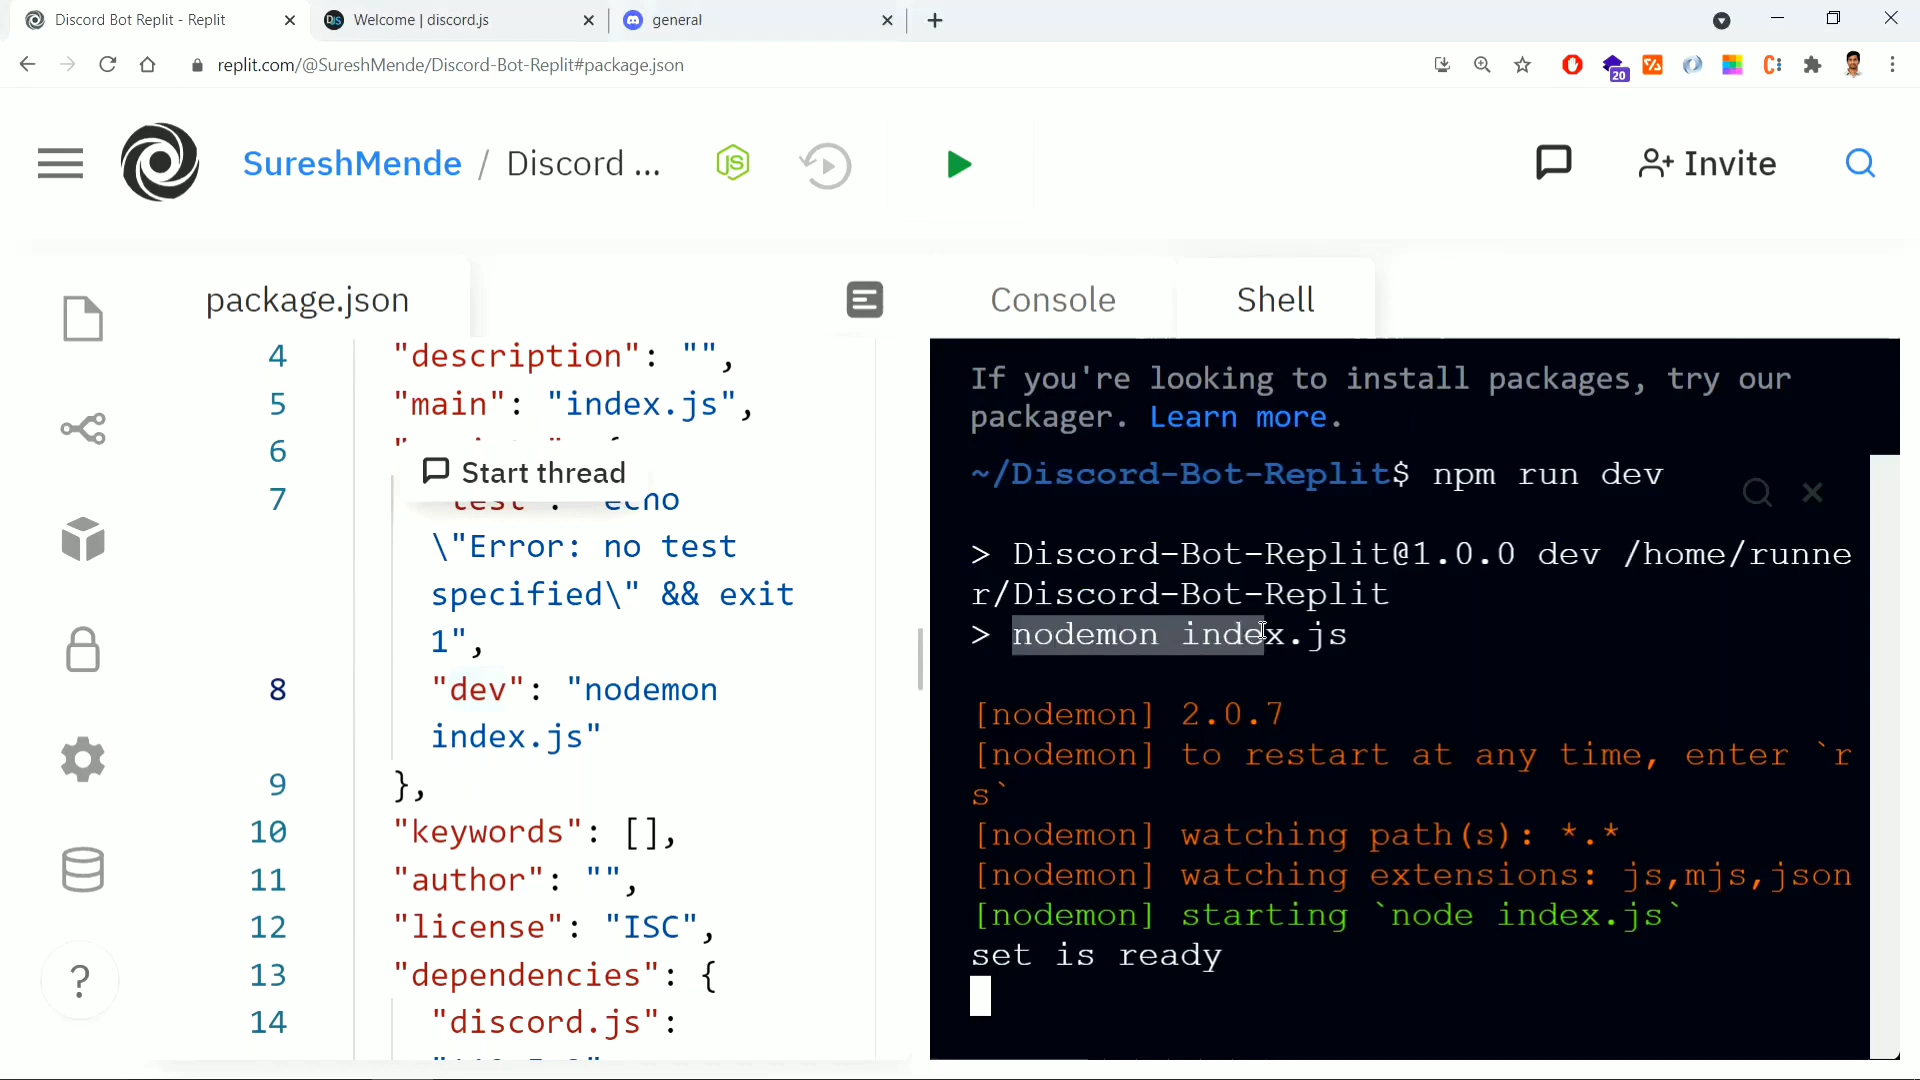 Discord Bot Replit - Replit
Welcome | discord.js
general
replit.com/@SureshMende/Discord-Bot-Replit#package.json
20
SureshMende / Discord ...
Invite
package.json
Console
Shell
4 "description": "",
5 "main": "index.js",
6
Start thread
7 "test": "echo
\"Error: no test
specified\" && exit
1",
8 "dev": "nodemon
index.js"
9 },
10 "keywords": [],
11 "author": "",
12 "license": "ISC",
13 "dependencies": {
14 "discord.js":
If you're looking to install packages, try our
packager. Learn more.
~/Discord-Bot-Replit$ npm run dev
> Discord-Bot-Replit@1.0.0 dev /home/runne
r/Discord-Bot-Replit
> nodemon index.js
[nodemon] 2.0.7
[nodemon] to restart at any time, enter `r
s`
[nodemon] watching path(s): *.*
[nodemon] watching extensions: js,mjs,json
[nodemon] starting `node index.js`
set is ready
?